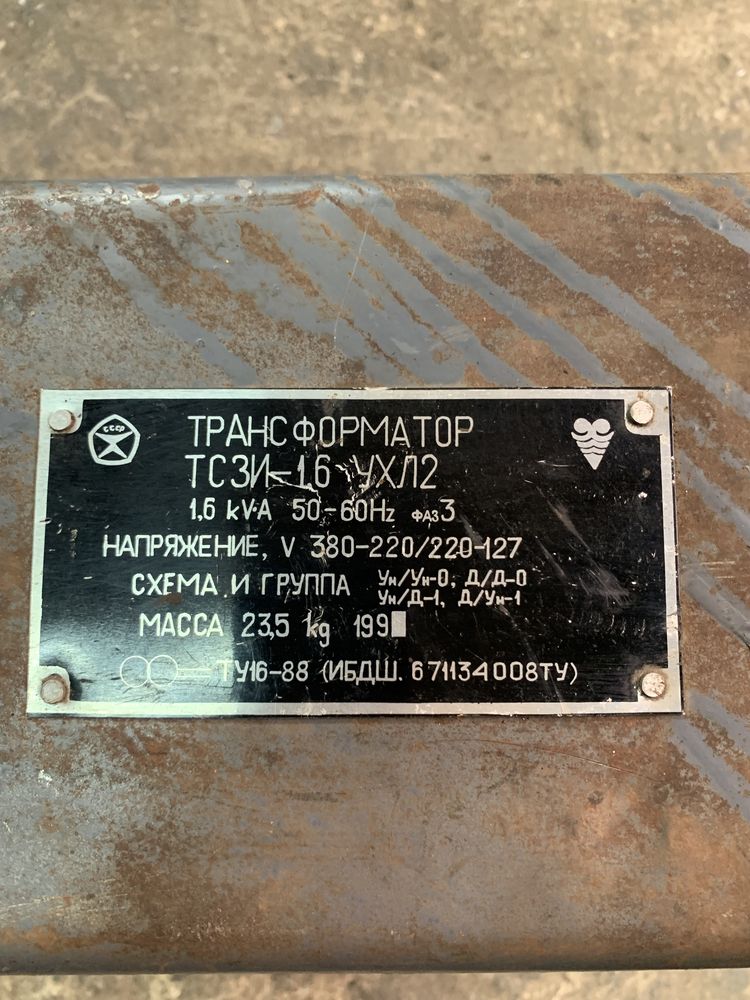 СССР
ТРАНСФОРМАТОР
ТСЗИ-1,6 УХЛ2
1,6 kV·A 50-60Hz ФАЗ 3
НАПРЯЖЕНИЕ, V 380-220/220-127
СХЕМА И ГРУППА Ун/Ун-0, Д/Д-0
Ун/Д-1, Д/Ун-1
МАССА 23,5 kg 199
ТУ16-88 (ИБДШ. 671134008ТУ)